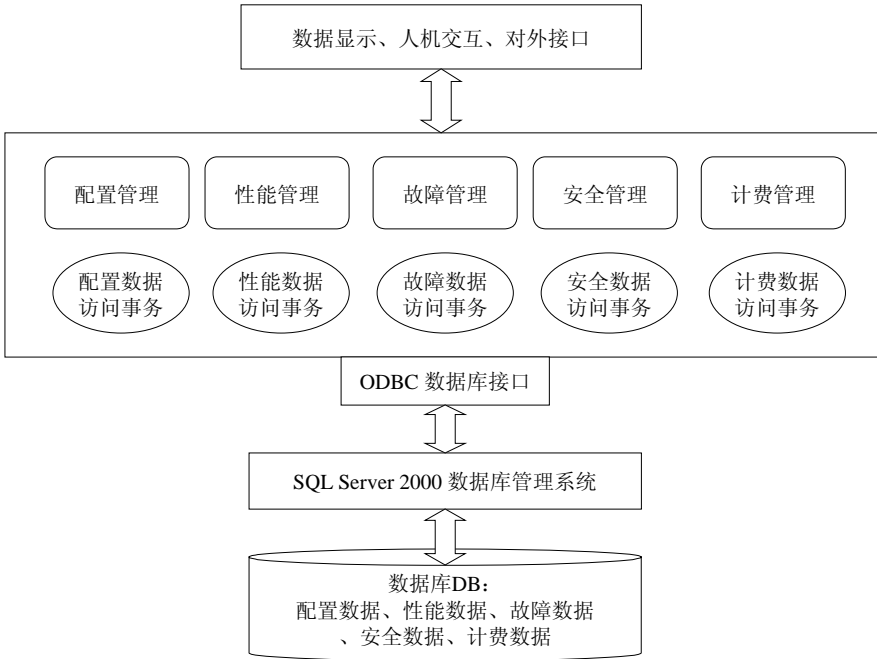 数据显示、人机交互、对外接口
配置管理
性能管理
故障管理
安全管理
计费管理
配置数据
访问事务
性能数据
访问事务
故障数据
访问事务
安全数据
访问事务
计费数据
访问事务
ODBC 数据库接口
SQL Server 2000 数据库管理系统
数据库DB：
配置数据、性能数据、故障数据
、安全数据、计费数据